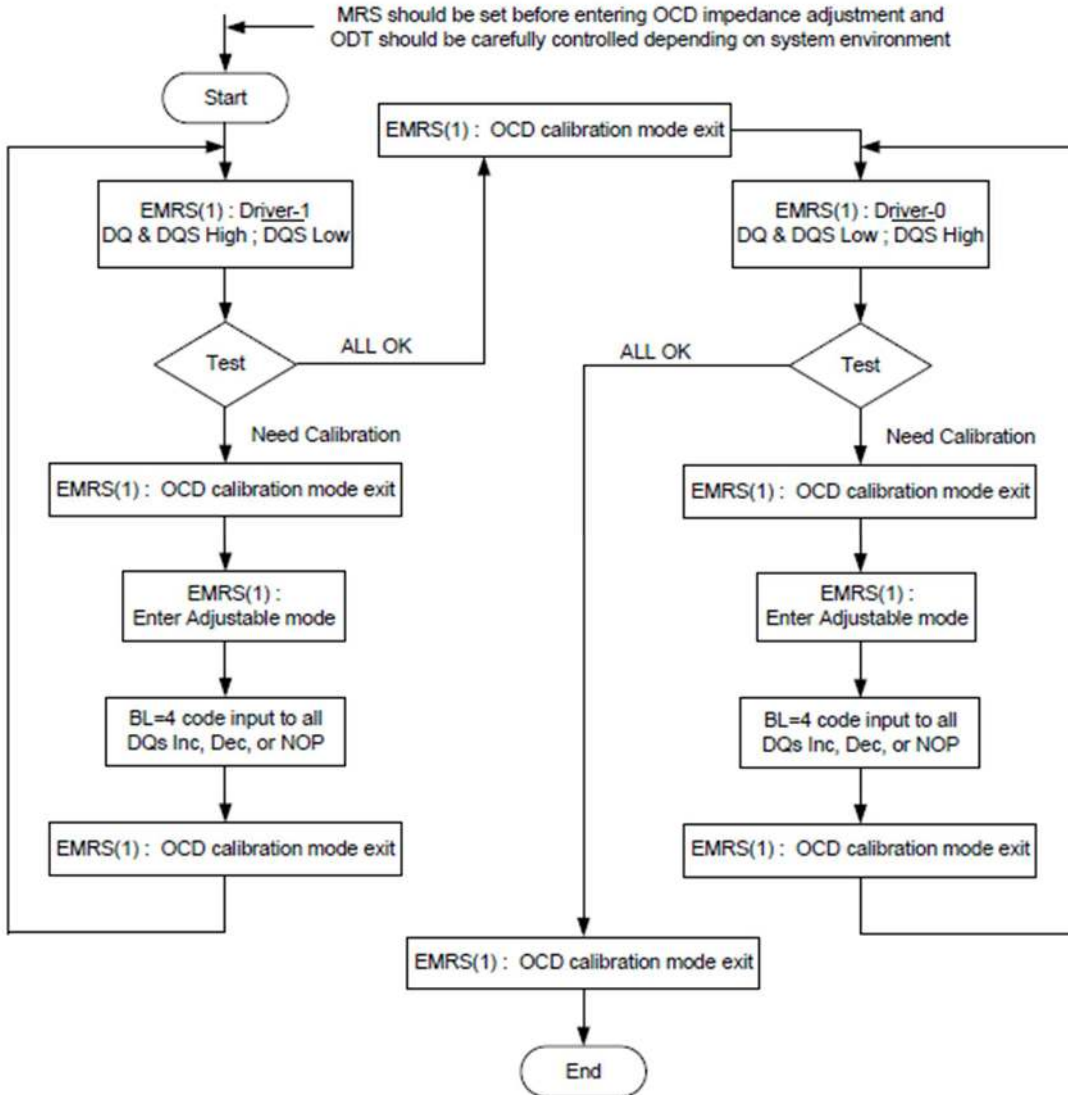 MRS should be set before entering OCD impedance adjustment and
ODT should be carefully controlled depending on system environment
Start
EMRS(1) : OCD calibration mode exit
EMRS(1) : Driver-1
DQ & DQS High ; DQS Low
Test
ALL OK
Need Calibration
EMRS(1) : OCD calibration mode exit
EMRS(1) :
Enter Adjustable mode
BL=4 code input to all
DQs Inc, Dec, or NOP
EMRS(1) : OCD calibration mode exit
EMRS(1) : Driver-0
DQ & DQS Low ; DQS High
Test
ALL OK
Need Calibration
EMRS(1) : OCD calibration mode exit
EMRS(1) :
Enter Adjustable mode
BL=4 code input to all
DQs Inc, Dec, or NOP
EMRS(1) : OCD calibration mode exit
EMRS(1) : OCD calibration mode exit
End